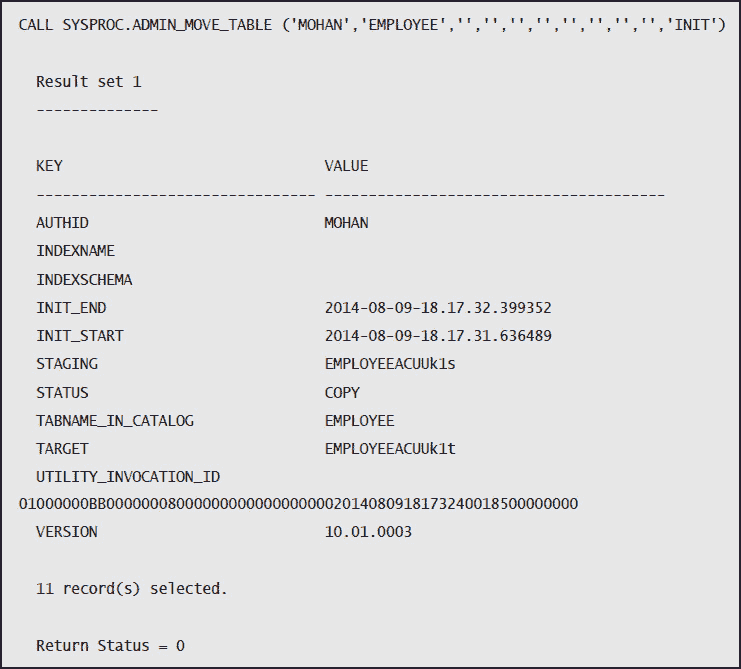 CALL SYSPROC.ADMIN_MOVE_TABLE ('MOHAN','EMPLOYEE','','','','','','','','','INIT')
Result set 1
--------------
KEY VALUE
-------------------------------- ---------------------------------------
AUTHID MOHAN
INDEXNAME
INDEXSCHEMA
INIT_END 2014-08-09-18.17.32.399352
INIT_START 2014-08-09-18.17.31.636489
STAGING EMPLOYEEACUUk1s
STATUS COPY
TABNAME_IN_CATALOG EMPLOYEE
TARGET EMPLOYEEACUUk1t
UTILITY_INVOCATION_ID
01000000BB000000080000000000000000002014080918173240018500000000
VERSION 10.01.0003
11 record(s) selected.
Return Status = 0